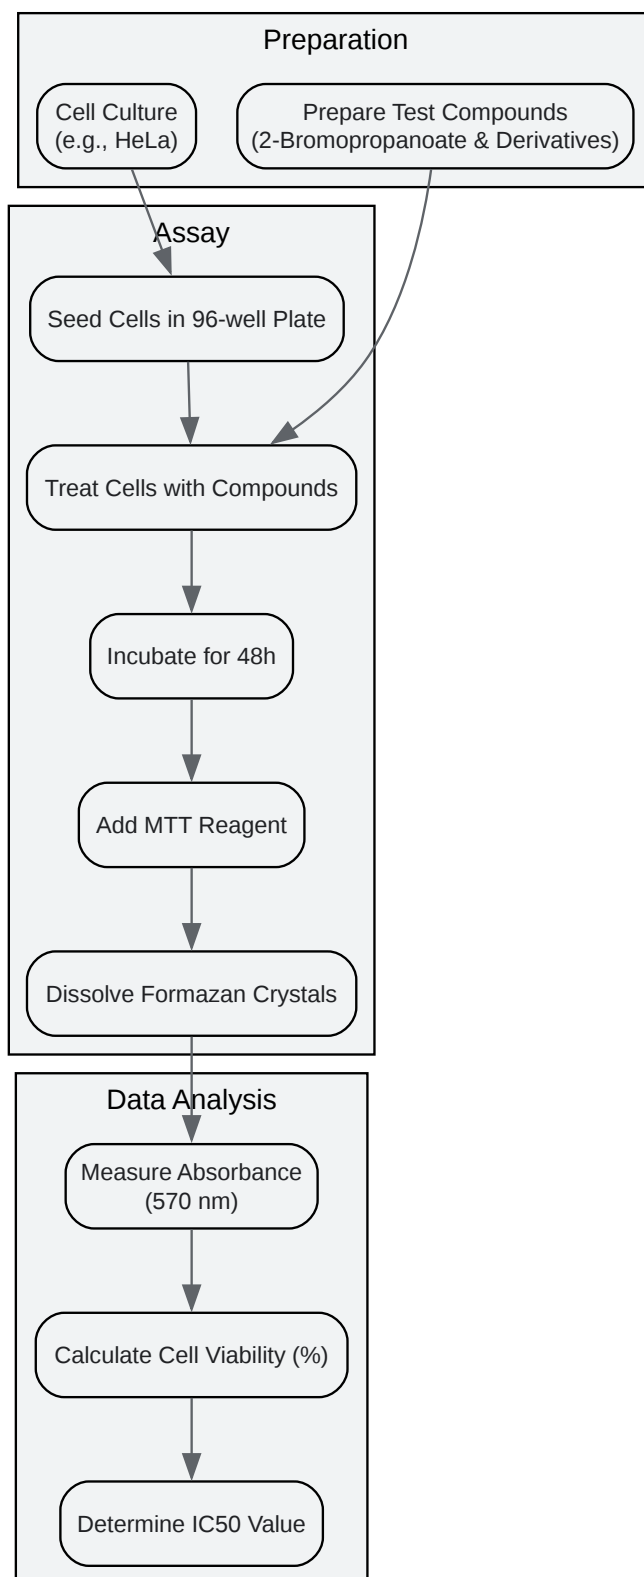 Preparation
Cell Culture
(e.g., HeLa)
Prepare Test Compounds
(2-Bromopropanoate & Derivatives)
Assay
Seed Cells in 96-well Plate
Treat Cells with Compounds
Incubate for 48h
Add MTT Reagent
Dissolve Formazan Crystals
Data Analysis
Measure Absorbance
(570 nm)
Calculate Cell Viability (%)
Determine IC50 Value